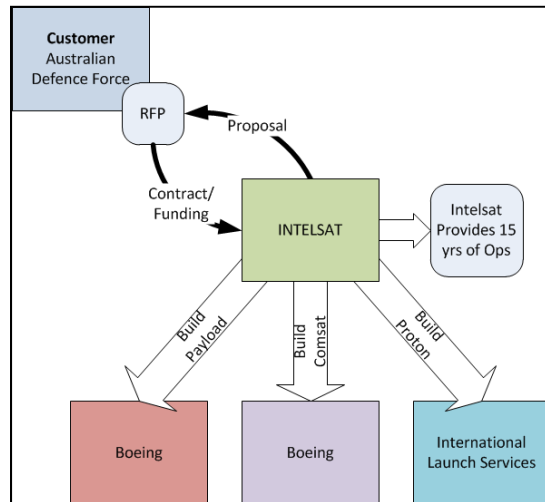 Customer
Australian
Defence Force
RFP
Proposal
Contract/
Funding
INTELSAT
Intelsat
Provides 15
yrs of Ops
Build
Payload
Build
Comsat
Build
Proton
Boeing
Boeing
International
Launch Services